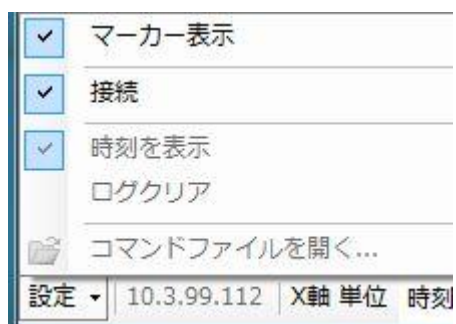 マーカー表示
接続
時刻を表示
ログクリア
コマンドファイルを開く...
設定 10.3.99.112 X軸 単位 時刻